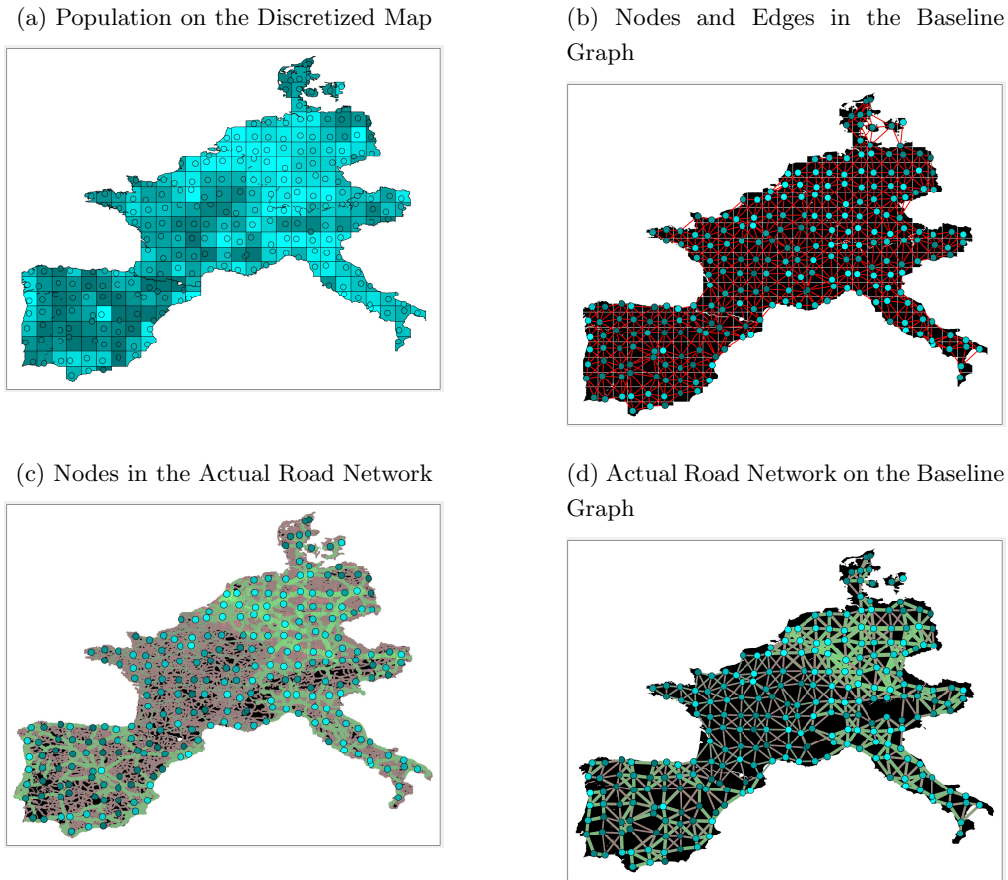 (a) Population on the Discretized Map
(b) Nodes and Edges in the Baseline
Graph
(c) Nodes in the Actual Road Network
(d) Actual Road Network on the Baseline
Graph